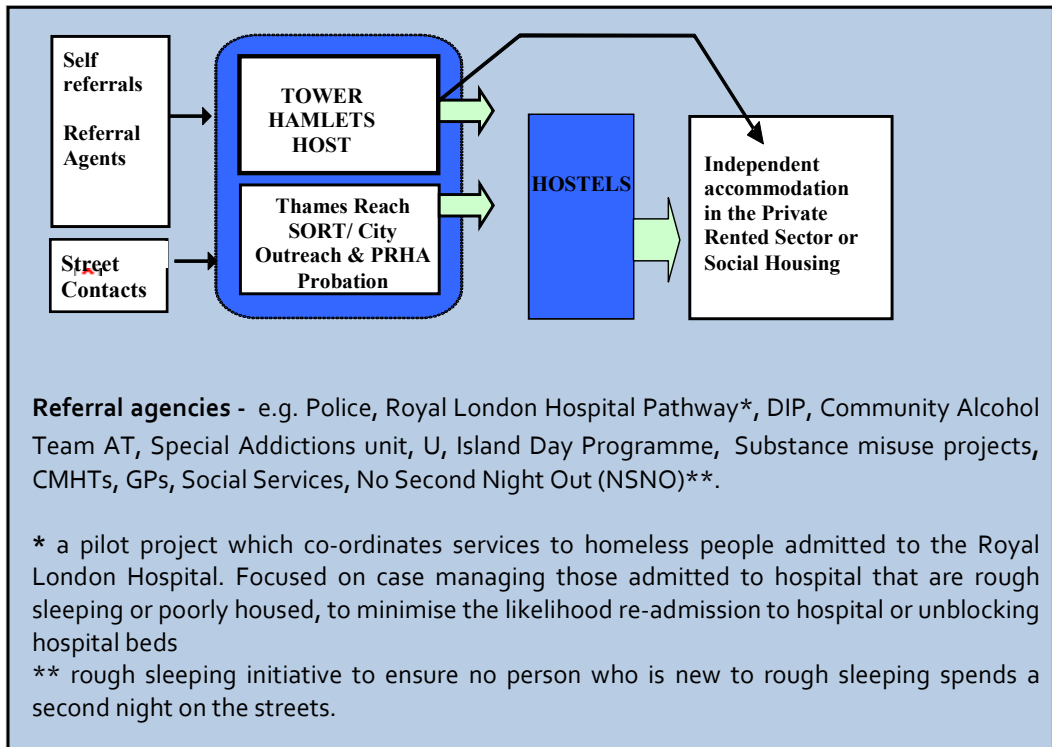 Self
referrals
Referral
Agents
TOWER
HAMLETS
HOST
Thames Reach
SORT/ City
Outreach & PRHA
Probation
Street
Contacts
HOSTELS
Independent
accommodation
in the Private
Rented Sector or
Social Housing
Referral agencies - e.g. Police, Royal London Hospital Pathway*, DIP, Community Alcohol
Team AT, Special Addictions unit, U, Island Day Programme, Substance misuse projects,
CMHTs, GPs, Social Services, No Second Night Out (NSNO)**.
* a pilot project which co-ordinates services to homeless people admitted to the Royal
London Hospital. Focused on case managing those admitted to hospital that are rough
sleeping or poorly housed, to minimise the likelihood re-admission to hospital or unblocking
hospital beds
** rough sleeping initiative to ensure no person who is new to rough sleeping spends a
second night on the streets.